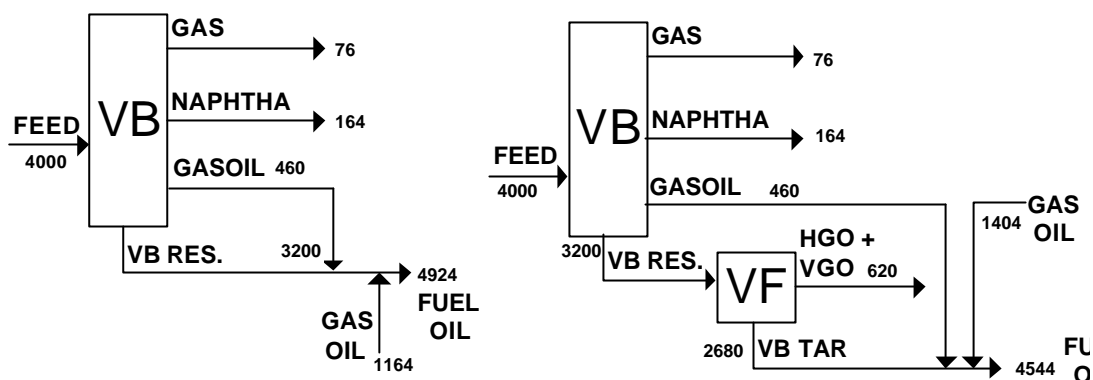 GAS
76
NAPHTHA
164
VB
FEED
4000
GASOIL 460
VB RES.
3200
4924
FUEL
OIL
GAS
OIL
1164
GAS
76
NAPHTHA
164
VB
FEED
4000
GASOIL 460
GAS
OIL
1404
3200
VB RES.
HGO +
VGO 620
VF
2680 VB TAR
4544